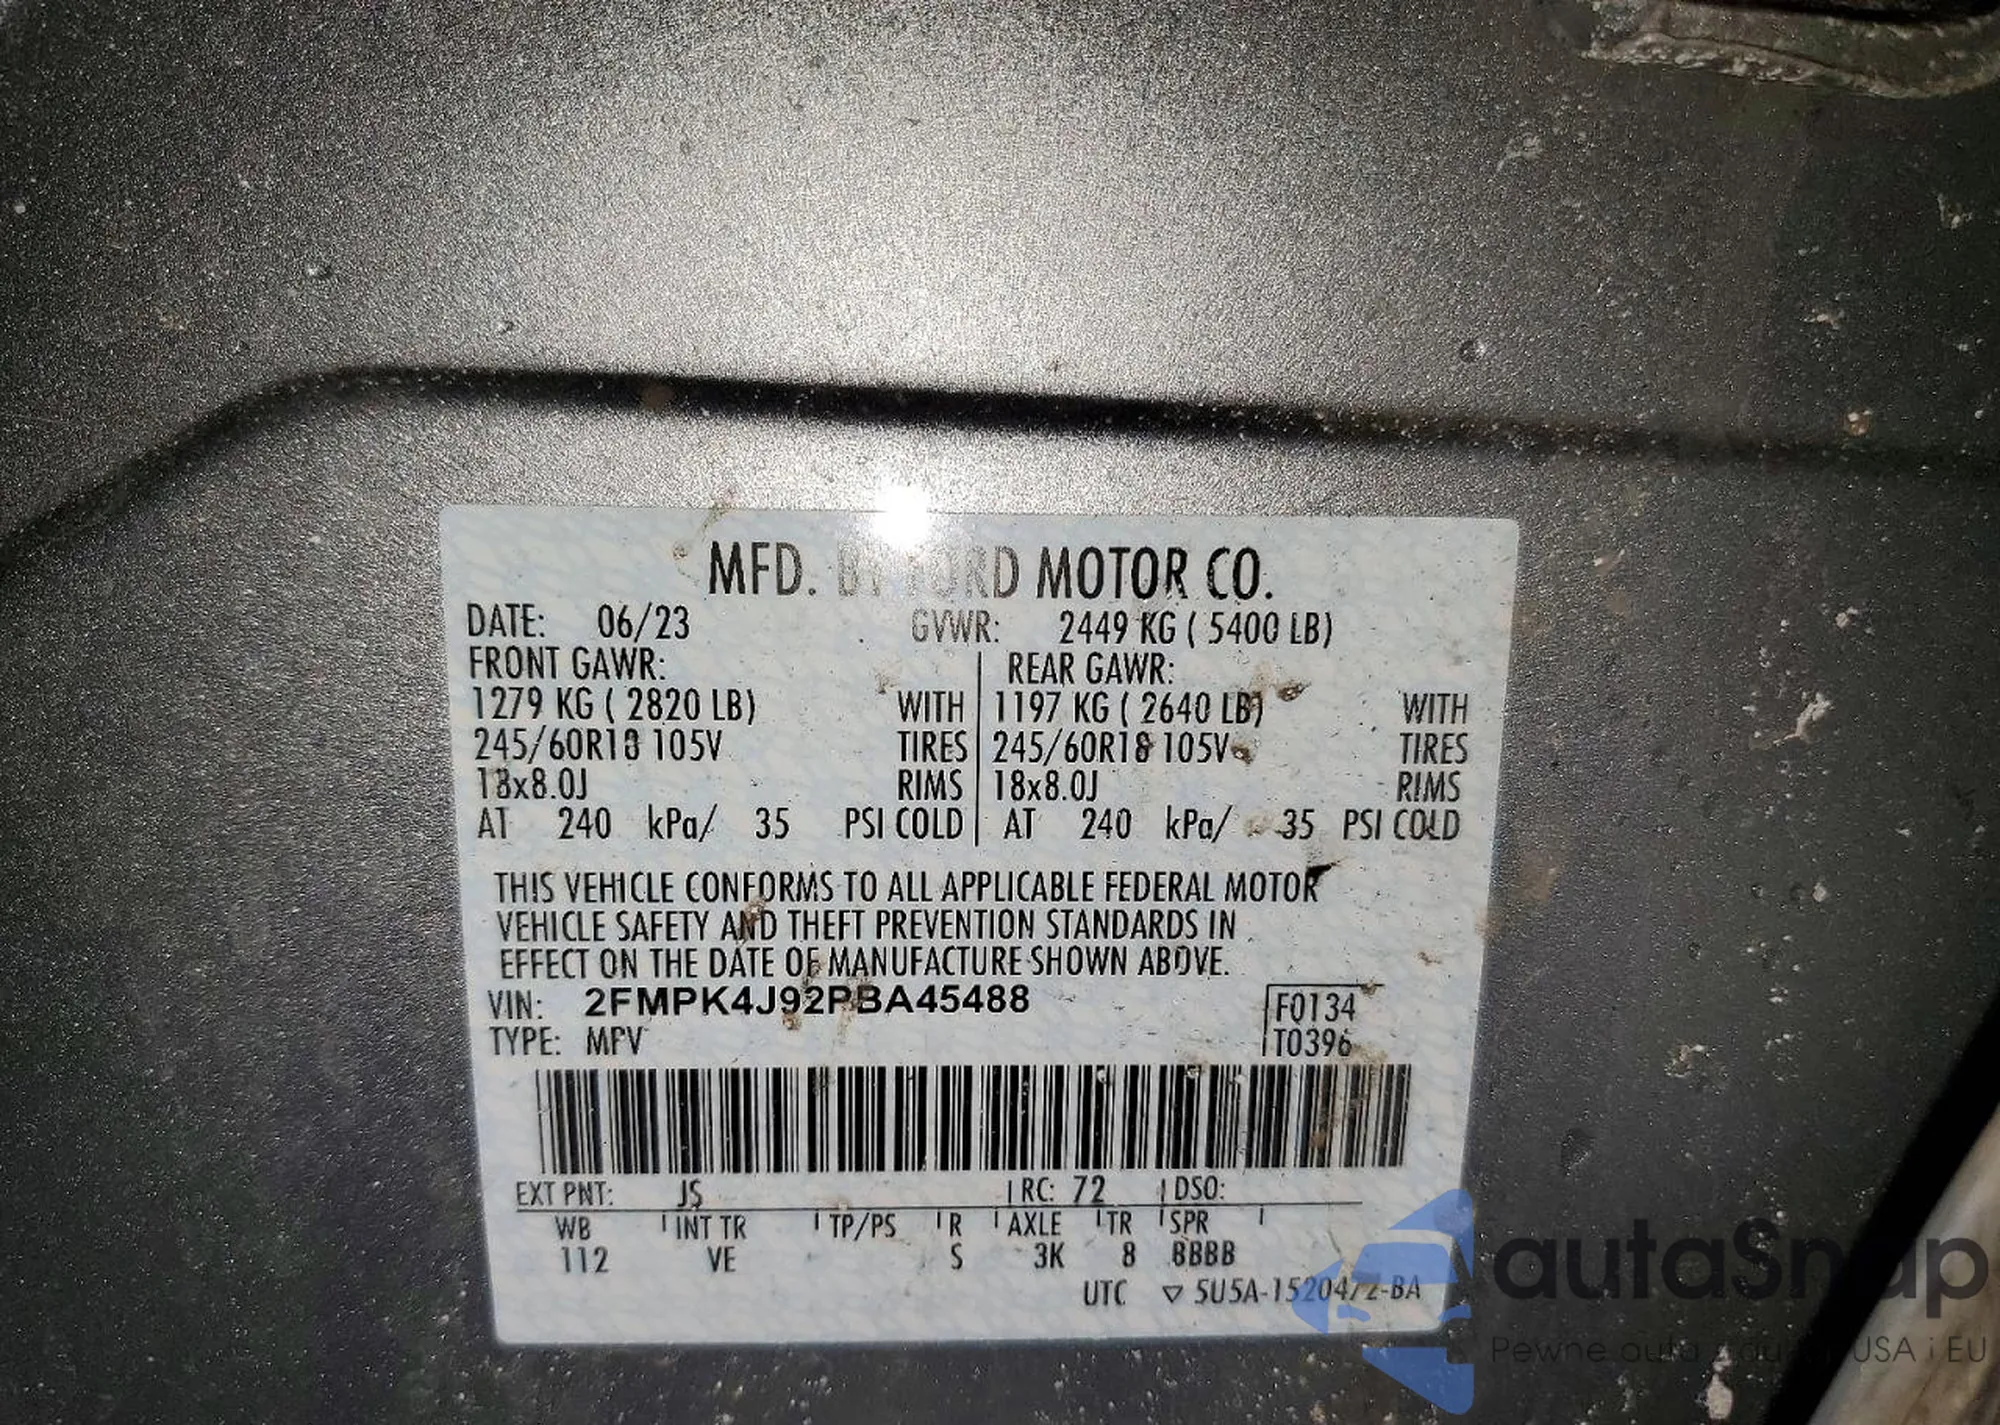 MFD. BY FORD MOTOR CO.
DATE: 06/23 GVWR: 2449 KG ( 5400 LB)
FRONT GAWR: REAR GAWR:
1279 KG ( 2820 LB) WITH 1197 KG ( 2640 LB) WITH
245/60R18 105V TIRES 245/60R18 105V TIRES
18x8.0J RIMS 18x8.0J RIMS
AT 240 kPa/ 35 PSI COLD AT 240 kPa/ 35 PSI COLD
THIS VEHICLE CONFORMS TO ALL APPLICABLE FEDERAL MOTOR
VEHICLE SAFETY AND THEFT PREVENTION STANDARDS IN
EFFECT ON THE DATE OF MANUFACTURE SHOWN ABOVE.
VIN: 2FMPK4J92PBA45488 F0134
TYPE: MPV T0396
EXT PNT: JS RC: 72 DSO:
WB INT TR TP/PS R AXLE TR SPR
112 VE S 3K 8 BBBB
UTC ▽ 5U5A-1520472-BA
autaSnap
Pewne auta z USA i EU